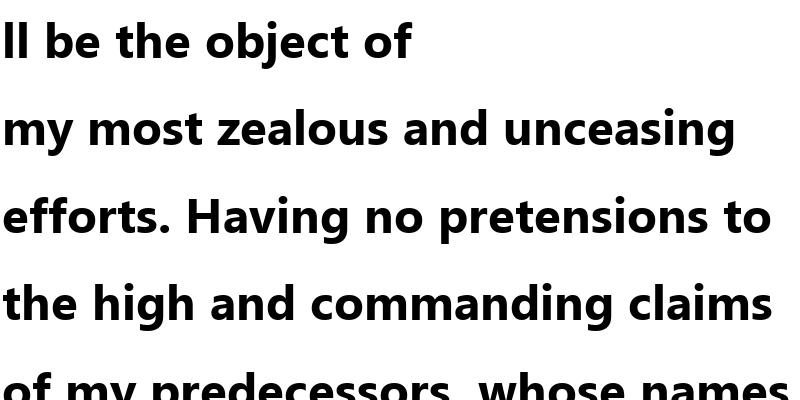 ll be the object of
my most zealous and unceasing
efforts. Having no pretensions to
the high and commanding claims
of my predecessors, whose names